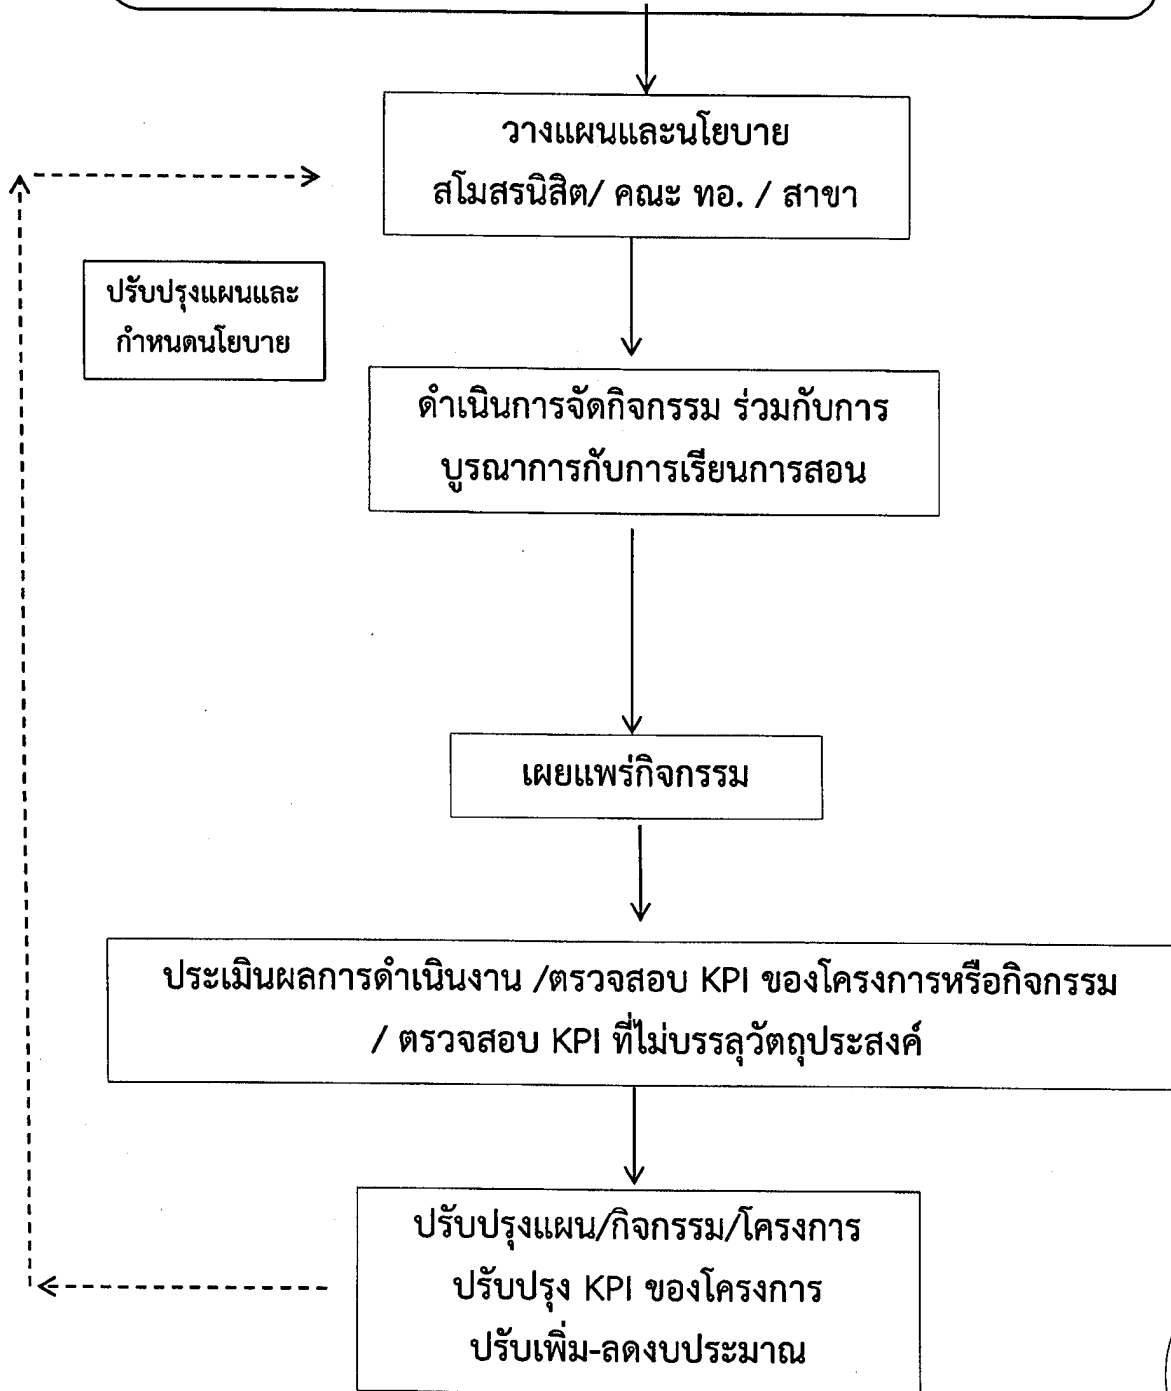 วางแผนและนโยบาย
สโมสรนิสิต/ คณะ ทอ. / สาขา
ปรับปรุงแผนและ
กำหนดนโยบาย
ดำเนินการจัดกิจกรรม ร่วมกับการ
บูรณาการกับการเรียนการสอน
เผยแพร่กิจกรรม
ประเมินผลการดำเนินงาน /ตรวจสอบ KPI ของโครงการหรือกิจกรรม
/ ตรวจสอบ KPI ที่ไม่บรรลุวัตถุประสงค์
ปรับปรุงแผน/กิจกรรม/โครงการ
ปรับปรุง KPI ของโครงการ
ปรับเพิ่ม-ลดงบประมาณ